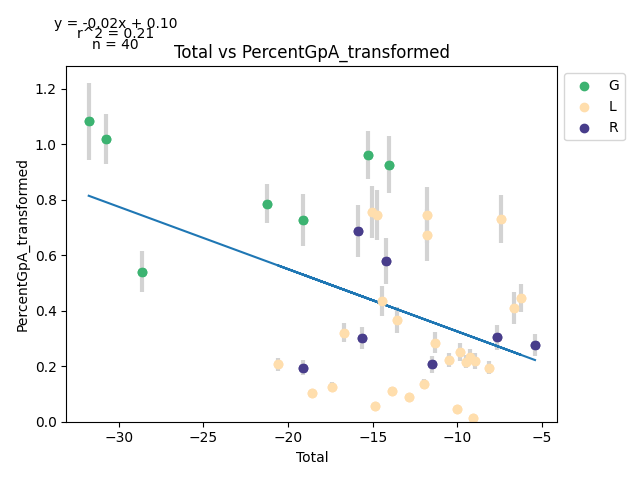 y = -0.02x + 0.10
r^2 = 0.21
n = 40
Total vs PercentGpA_transformed
G
L
R
PercentGpA_transformed
1.2
1.0
0.8
0.6
0.4
0.2
0.0
−30
−25
−20
−15
−10
−5
Total